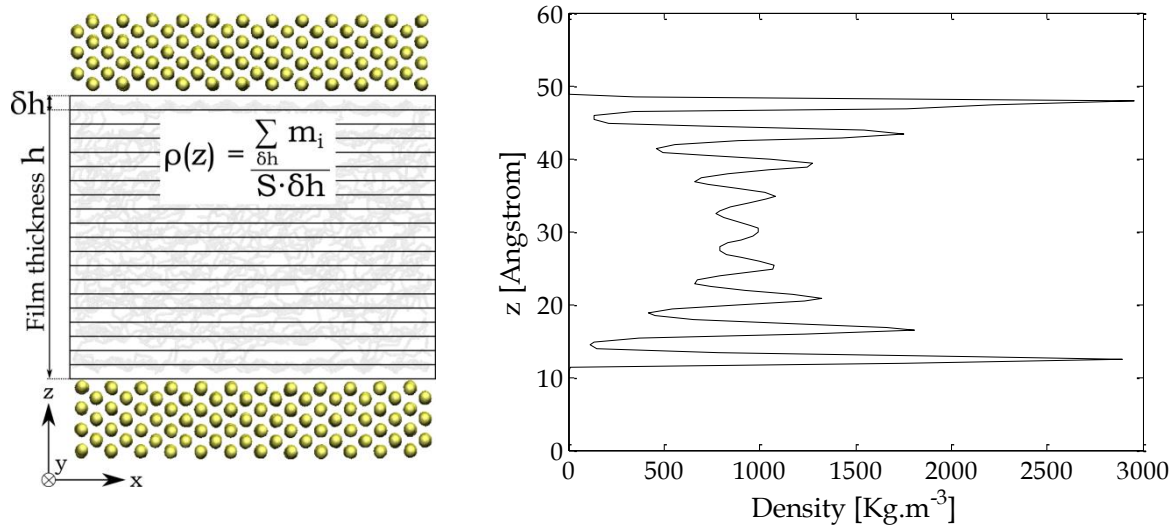 δh
Film thickness h
ρ(z) = ∑ mᵢ / S·δh
δh
z
y
x
60
50
40
30
20
10
0
z [Angstrom]
0 500 1000 1500 2000 2500 3000
Density [Kg.m⁻³]